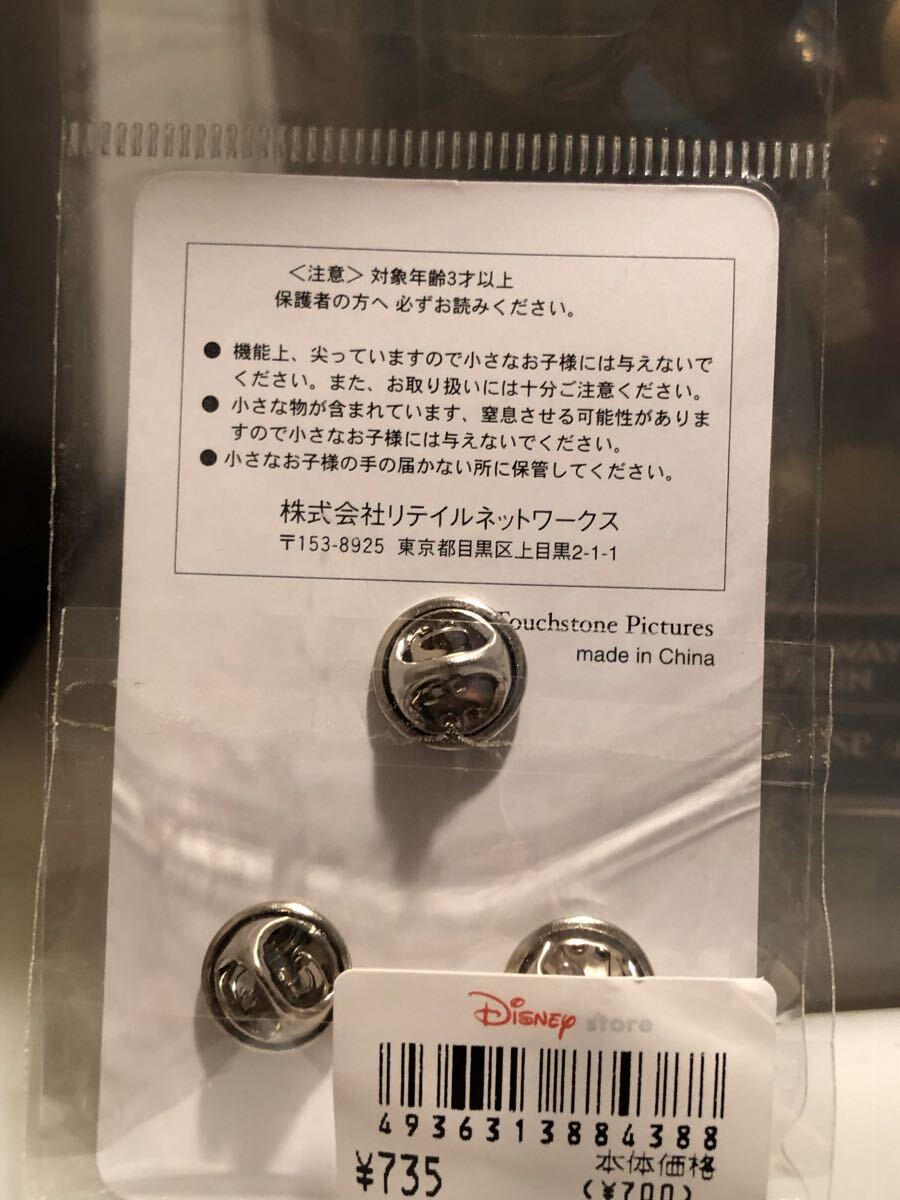 ＜注意＞ 対象年齢3才以上
保護者の方へ 必ずお読みください。
● 機能上、尖っていますので小さなお子様には与えないで
ください。また、お取り扱いには十分ご注意ください。
● 小さな物が含まれています、窒息させる可能性がありま
すので小さなお子様には与えないでください。
● 小さなお子様の手の届かない所に保管してください。
株式会社リテイルネットワークス
〒153-8925 東京都目黒区上目黒2-1-1
Touchstone Pictures
made in China
DISNEY store
4936313884388
¥735
本体価格
(¥700)